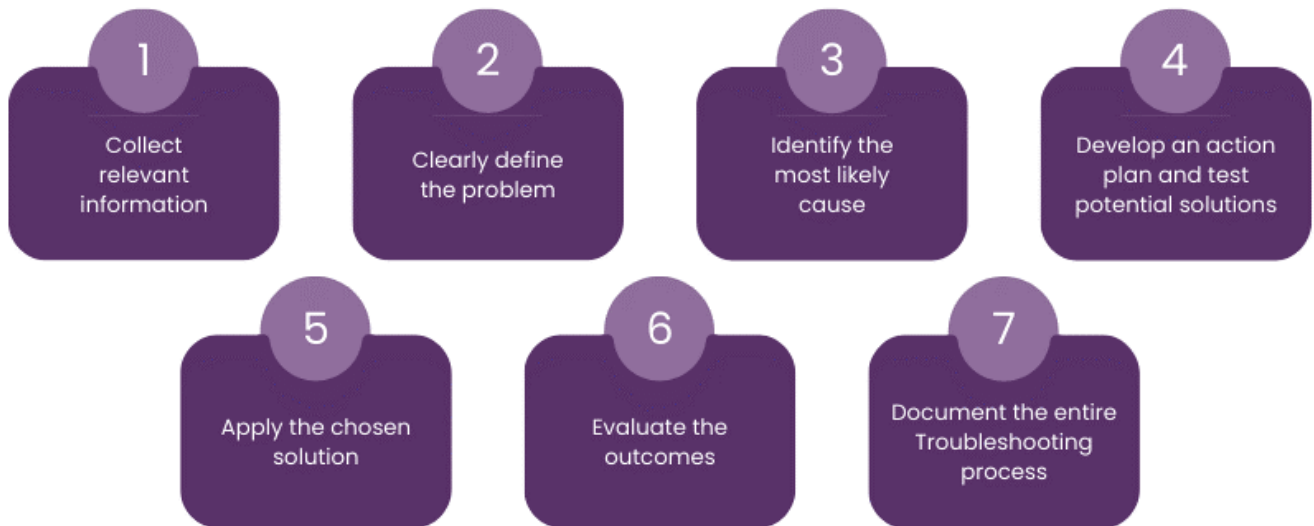 1
Collect
relevant
information
2
Clearly define
the problem
3
Identify the
most likely
cause
4
Develop an action
plan and test
potential solutions
5
Apply the chosen
solution
6
Evaluate the
outcomes
7
Document the entire
Troubleshooting
process